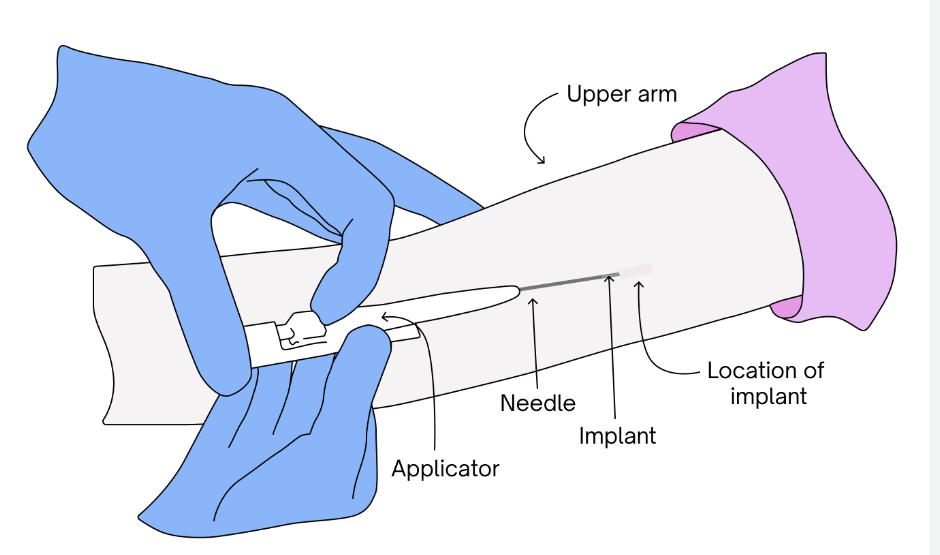 Upper arm
Location of
implant
Needle
Implant
Applicator